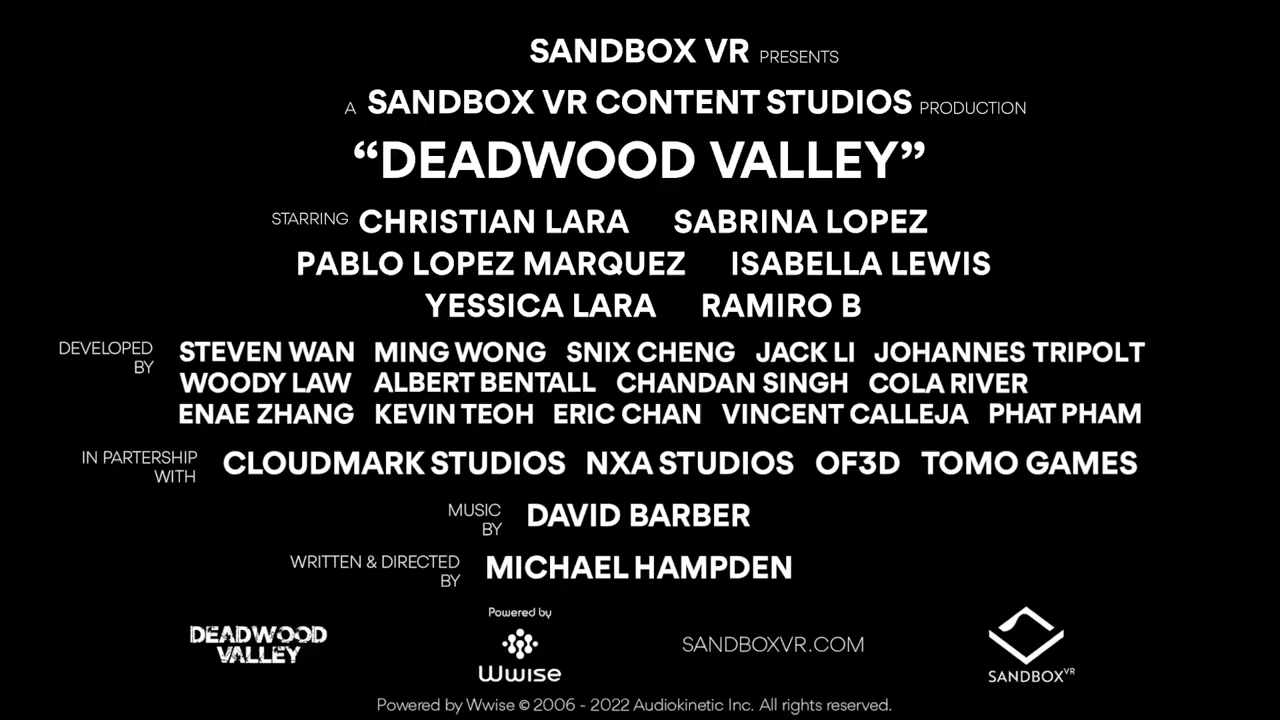 SANDBOX VR PRESENTS
A SANDBOX VR CONTENT STUDIOS PRODUCTION
“DEADWOOD VALLEY”
STARRING CHRISTIAN LARA SABRINA LOPEZ
PABLO LOPEZ MARQUEZ ISABELLA LEWIS
YESSICA LARA RAMIRO B
DEVELOPED BY STEVEN WAN MING WONG SNIX CHENG JACK LI JOHANNES TRIPOLT
WOODY LAW ALBERT BENTALL CHANDAN SINGH COLA RIVER
ENAE ZHANG KEVIN TEOH ERIC CHAN VINCENT CALLEJA PHAT PHAM
IN PARTERSHIP WITH CLOUDMARK STUDIOS NXA STUDIOS OF3D TOMO GAMES
MUSIC BY DAVID BARBER
WRITTEN & DIRECTED BY MICHAEL HAMPDEN
DEADWOOD
VALLEY
Powered by
Wwise
SANDBOXVR.COM
SANDBOX VR
Powered by Wwise © 2006 - 2022 Audiokinetic Inc. All rights reserved.